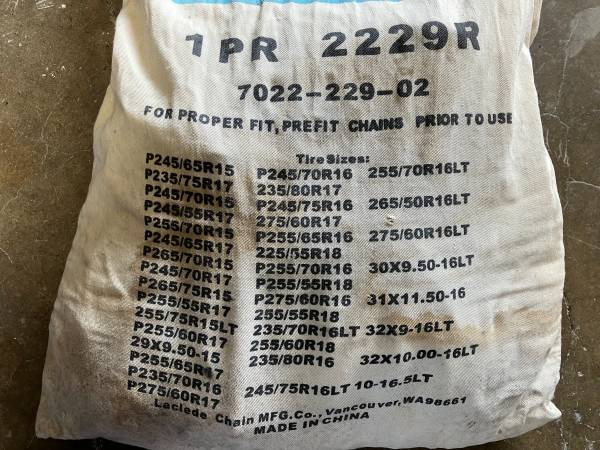 1 PR 2229R
7022-229-02
FOR PROPER FIT, PREFIT CHAINS PRIOR TO USE
Tire Sizes:
P245/65R15 P245/70R16 255/70R16LT
P235/75R17 235/80R17
P245/70R15 P245/75R16 265/50R16LT
P245/55R17 275/60R17
P255/70R15 P255/65R16 275/60R16LT
P245/65R17 225/55R18
P265/70R15 P255/70R16 30X9.50-16LT
P245/70R17 P255/55R18
P265/75R15 P275/60R16 31X11.50-16
P255/55R17 255/55R18
255/75R15LT 235/70R16LT 32X9-16LT
P255/60R17 255/60R18
29X9.50-15 235/80R16 32X10.00-16LT
P255/65R17
P235/70R16 245/75R16LT 10-16.5LT
P275/60R17
Laclede Chain MFG.Co., Vancouver,WA98661
MADE IN CHINA